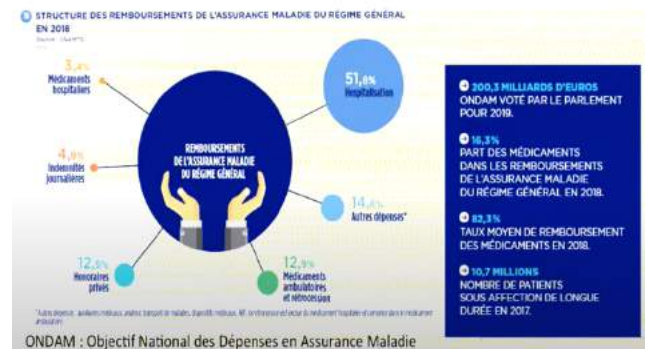 STRUCTURE DES REMBOURSEMENTS DE L'ASSURANCE MALADIE DU RÉGIME GÉNÉRAL
EN 2018
3,4%
Médicaments
hospitaliers
51,8%
Hospitalisation
REMBOURSEMENTS
DE L'ASSURANCE MALADIE
DU RÉGIME GÉNÉRAL
4,9%
Indemnités
journalières
Autres dépenses*
Honoraires
privés
12,9%
Médicaments
ambulatoires
et rétrocession
200,3 MILLIARDS D'EUROS
ONDAM VOTÉ PAR LE PARLEMENT
POUR 2019.
16,3%
PART DES MÉDICAMENTS
DANS LES REMBOURSEMENTS
DE L'ASSURANCE MALADIE
DU RÉGIME GÉNÉRAL EN 2018.
82,3%
TAUX MOYEN DE REMBOURSEMENT
DES MÉDICAMENTS EN 2018.
10,7 MILLIONS
NOMBRE DE PATIENTS
SOUS AFFECTION DE LONGUE
DURÉE EN 2017.
ONDAM : Objectif National des Dépenses en Assurance Maladie